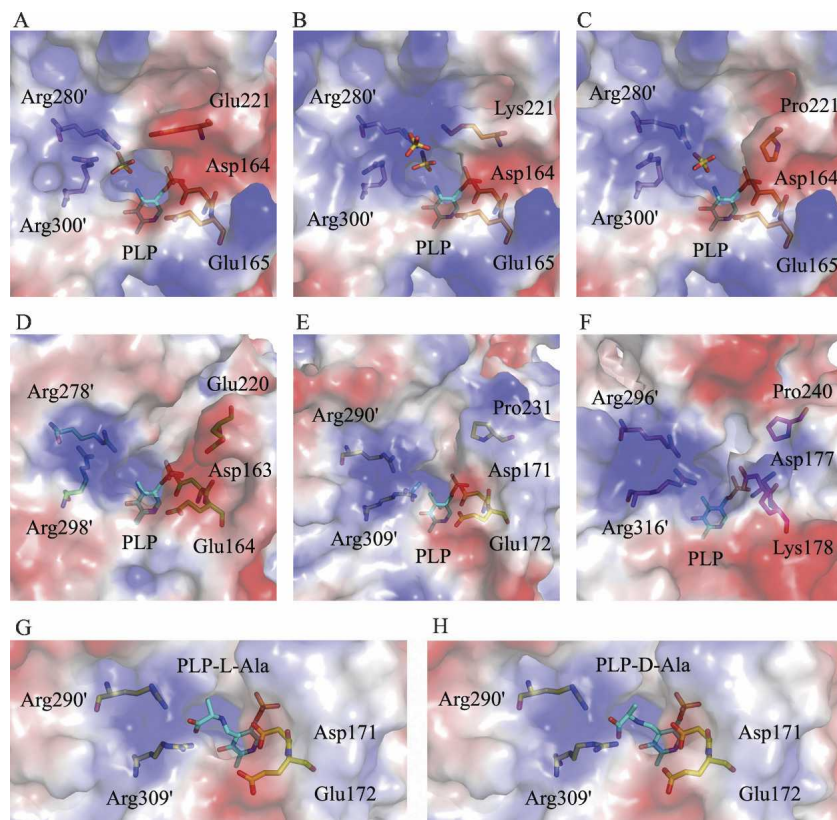 A
Arg280'
Glu221
Asp164
Arg300'
PLP
Glu165
B
Arg280'
Lys221
Asp164
Arg300'
PLP
Glu165
C
Arg280'
Pro221
Asp164
Arg300'
PLP
Glu165
D
Arg278'
Glu220
Asp163
Arg298'
PLP
Glu164
E
Arg290'
Pro231
Asp171
Arg309'
PLP
Glu172
F
Arg296'
Pro240
Asp177
Arg316'
PLP
Lys178
G
PLP-L-Ala
Arg290'
Asp171
Arg309'
Glu172
H
PLP-D-Ala
Arg290'
Asp171
Arg309'
Glu172